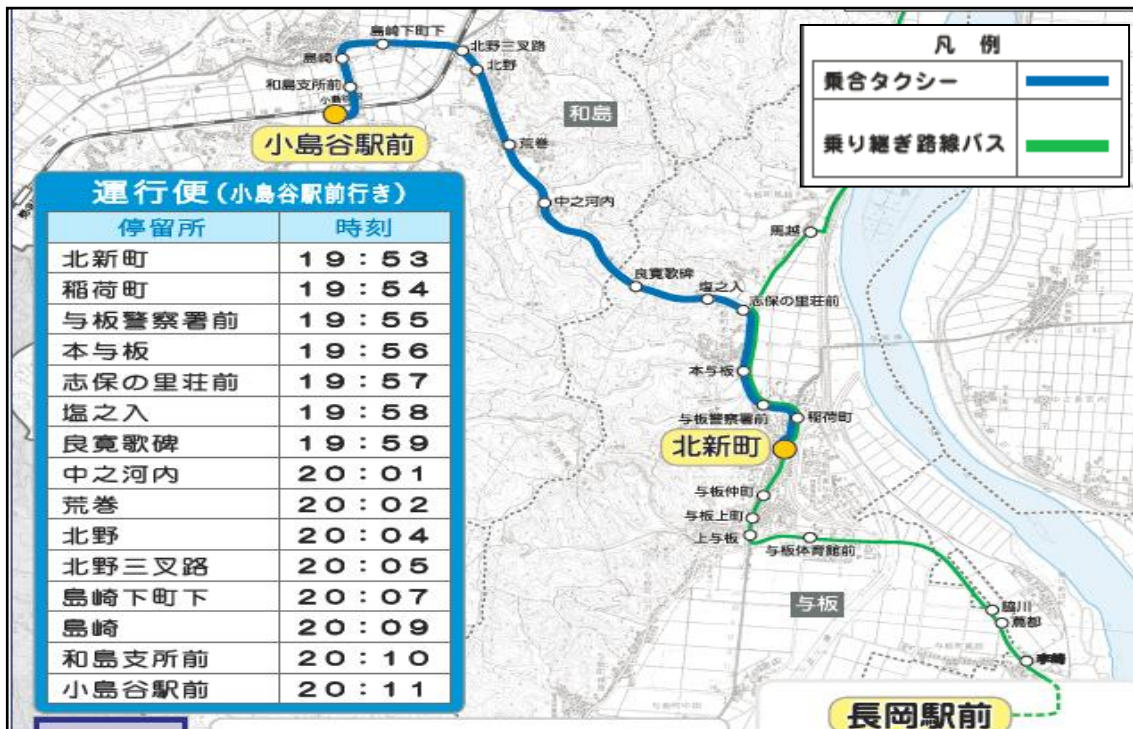 凡 例
乗合タクシー
乗り継ぎ路線バス
島崎下町下
北野三叉路
島崎
北野
和島支所前
小島谷駅前
和島
荒巻
中之河内
馬越
良寛歌碑
塩之入
志保の里荘前
本与板
与板警察署前
稲荷町
北新町
与板仲町
与板上町
上与板
与板体育館前
与板
脇川
蔦都
長岡駅前
運行便(小島谷駅前行き)
停留所 時刻
北新町 19:53
稲荷町 19:54
与板警察署前 19:55
本与板 19:56
志保の里荘前 19:57
塩之入 19:58
良寛歌碑 19:59
中之河内 20:01
荒巻 20:02
北野 20:04
北野三叉路 20:05
島崎下町下 20:07
島崎 20:09
和島支所前 20:10
小島谷駅前 20:11